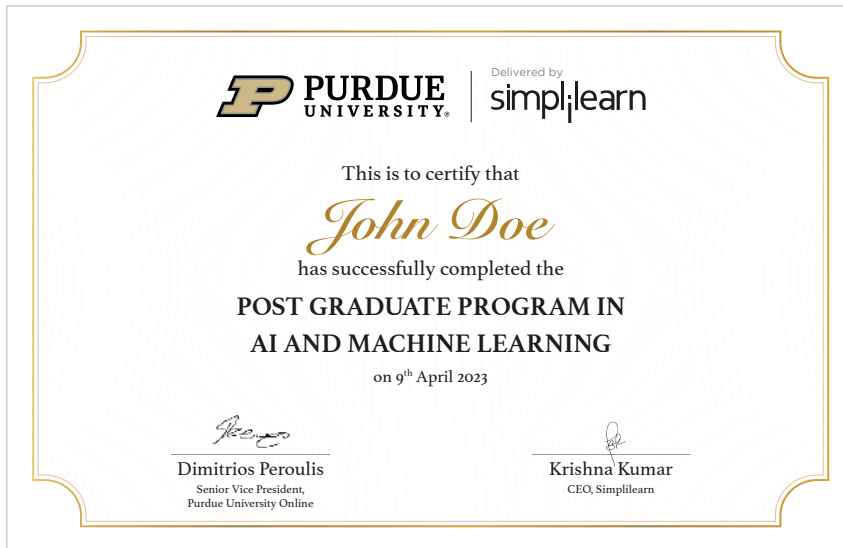 PURDUE
UNIVERSITY®
Delivered by
simplilearn
This is to certify that
John Doe
has successfully completed the
POST GRADUATE PROGRAM IN
AI AND MACHINE LEARNING
on 9th April 2023
Dimitrios Peroulis
Senior Vice President,
Purdue University Online
Krishna Kumar
CEO, Simplilearn